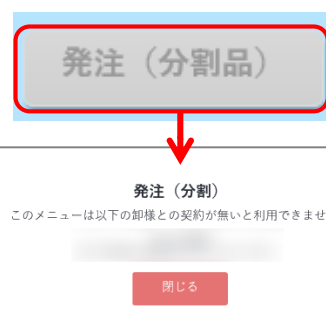 発注（分割品）
発注（分割）
このメニューは以下の卸様との契約が無いと利用できませ
閉じる